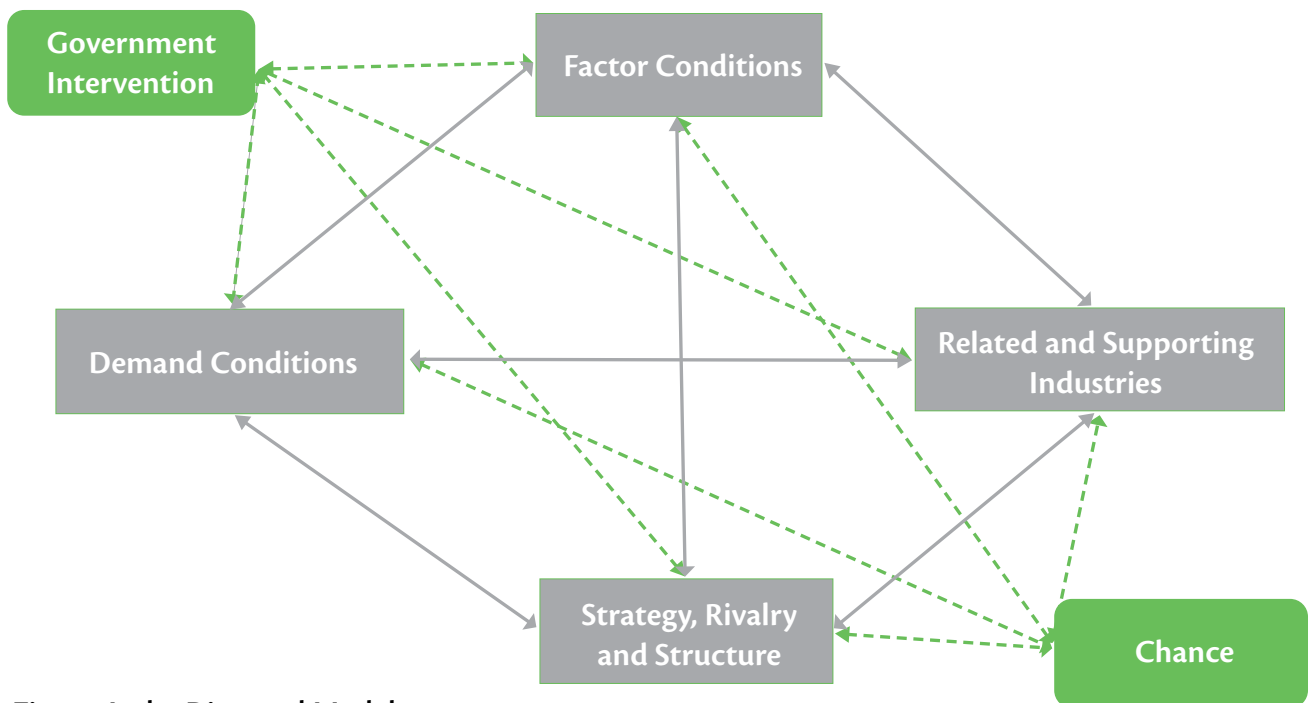 Government
Intervention
Factor Conditions
Demand Conditions
Related and Supporting
Industries
Strategy, Rivalry
and Structure
Chance